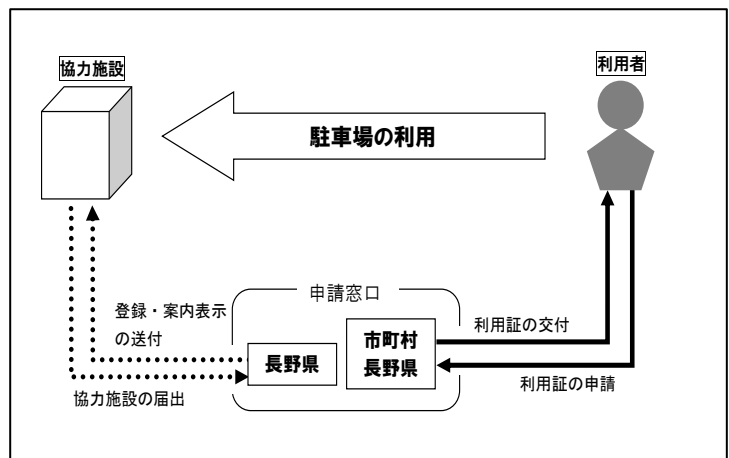 協力施設
利用者
駐車場の利用
申請窓口
登録・案内表示
の送付
長野県
市町村
長野県
利用証の交付
利用証の申請
協力施設の届出